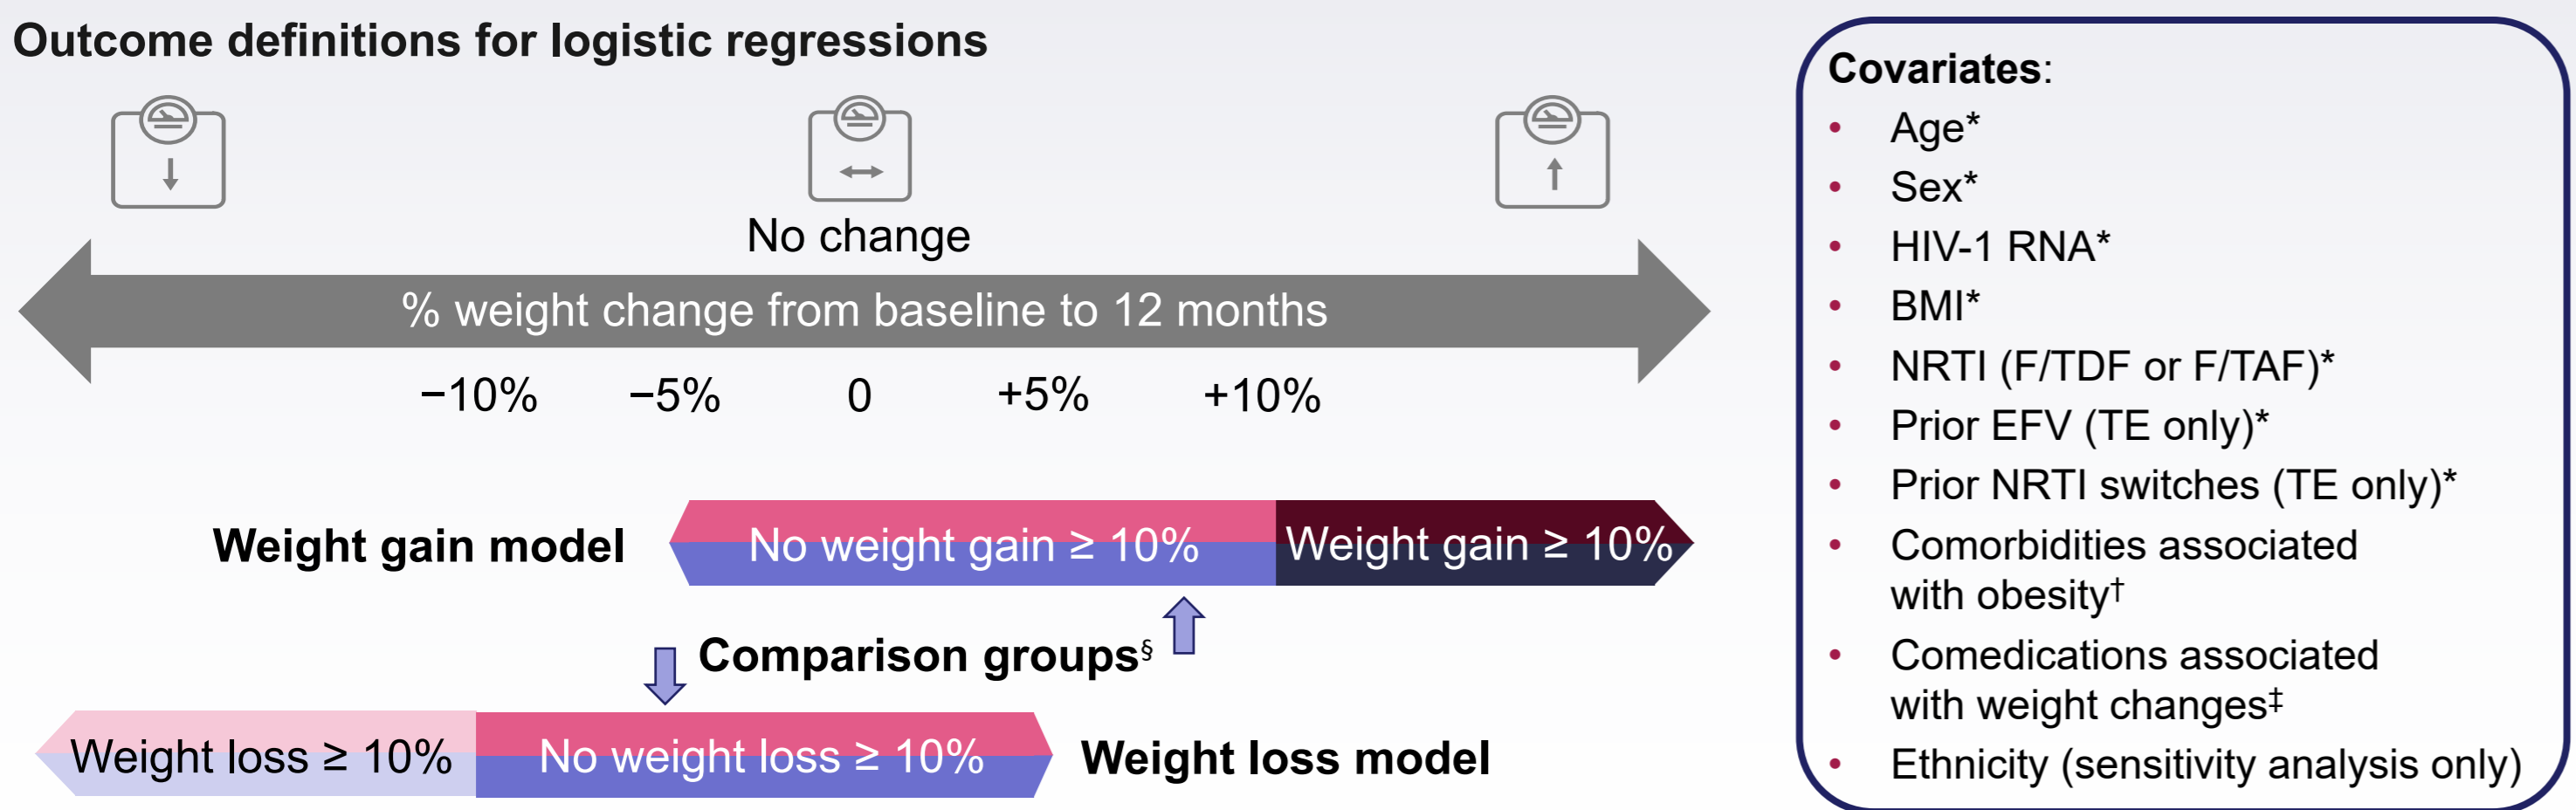 Outcome definitions for logistic regressions
No change
% weight change from baseline to 12 months
−10% −5% 0 +5% +10%
Weight gain model
No weight gain ≥ 10%
Weight gain ≥ 10%
Comparison groups§
Weight loss ≥ 10%
No weight loss ≥ 10%
Weight loss model
Covariates:
• Age*
• Sex*
• HIV-1 RNA*
• BMI*
• NRTI (F/TDF or F/TAF)*
• Prior EFV (TE only)*
• Prior NRTI switches (TE only)*
• Comorbidities associated
with obesity†
• Comedications associated
with weight changes‡
• Ethnicity (sensitivity analysis only)